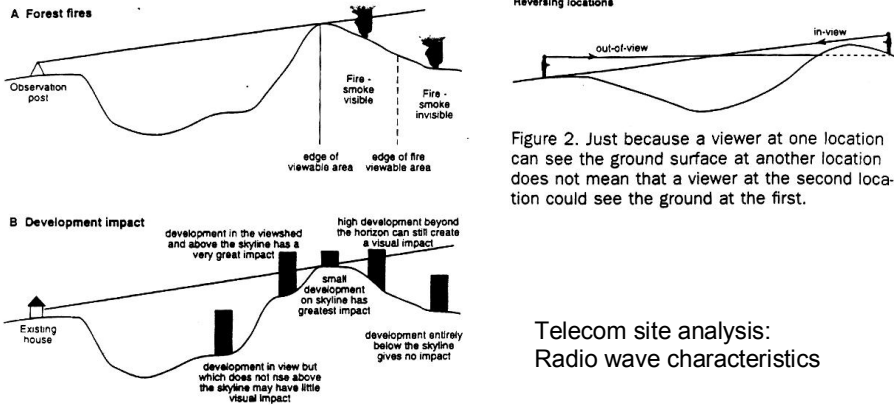 A Forest fires
Observation
post
Fire -
smoke
visible
Fire -
smoke
invisible
edge of
viewable area
edge of fire
viewable area
Reversing locations
out-of-view
in-view
Figure 2. Just because a viewer at one location
can see the ground surface at another location
does not mean that a viewer at the second loca-
tion could see the ground at the first.
B Development impact
development in the viewshed
and above the skyline has a
very great impact
high development beyond
the horizon can still create
a visual impact
small
development
on skyline has
greatest impact
Existing
house
development in view but
which does not rise above
the skyline may have little
visual impact
development entirely
below the skyline
gives no impact
Telecom site analysis:
Radio wave characteristics